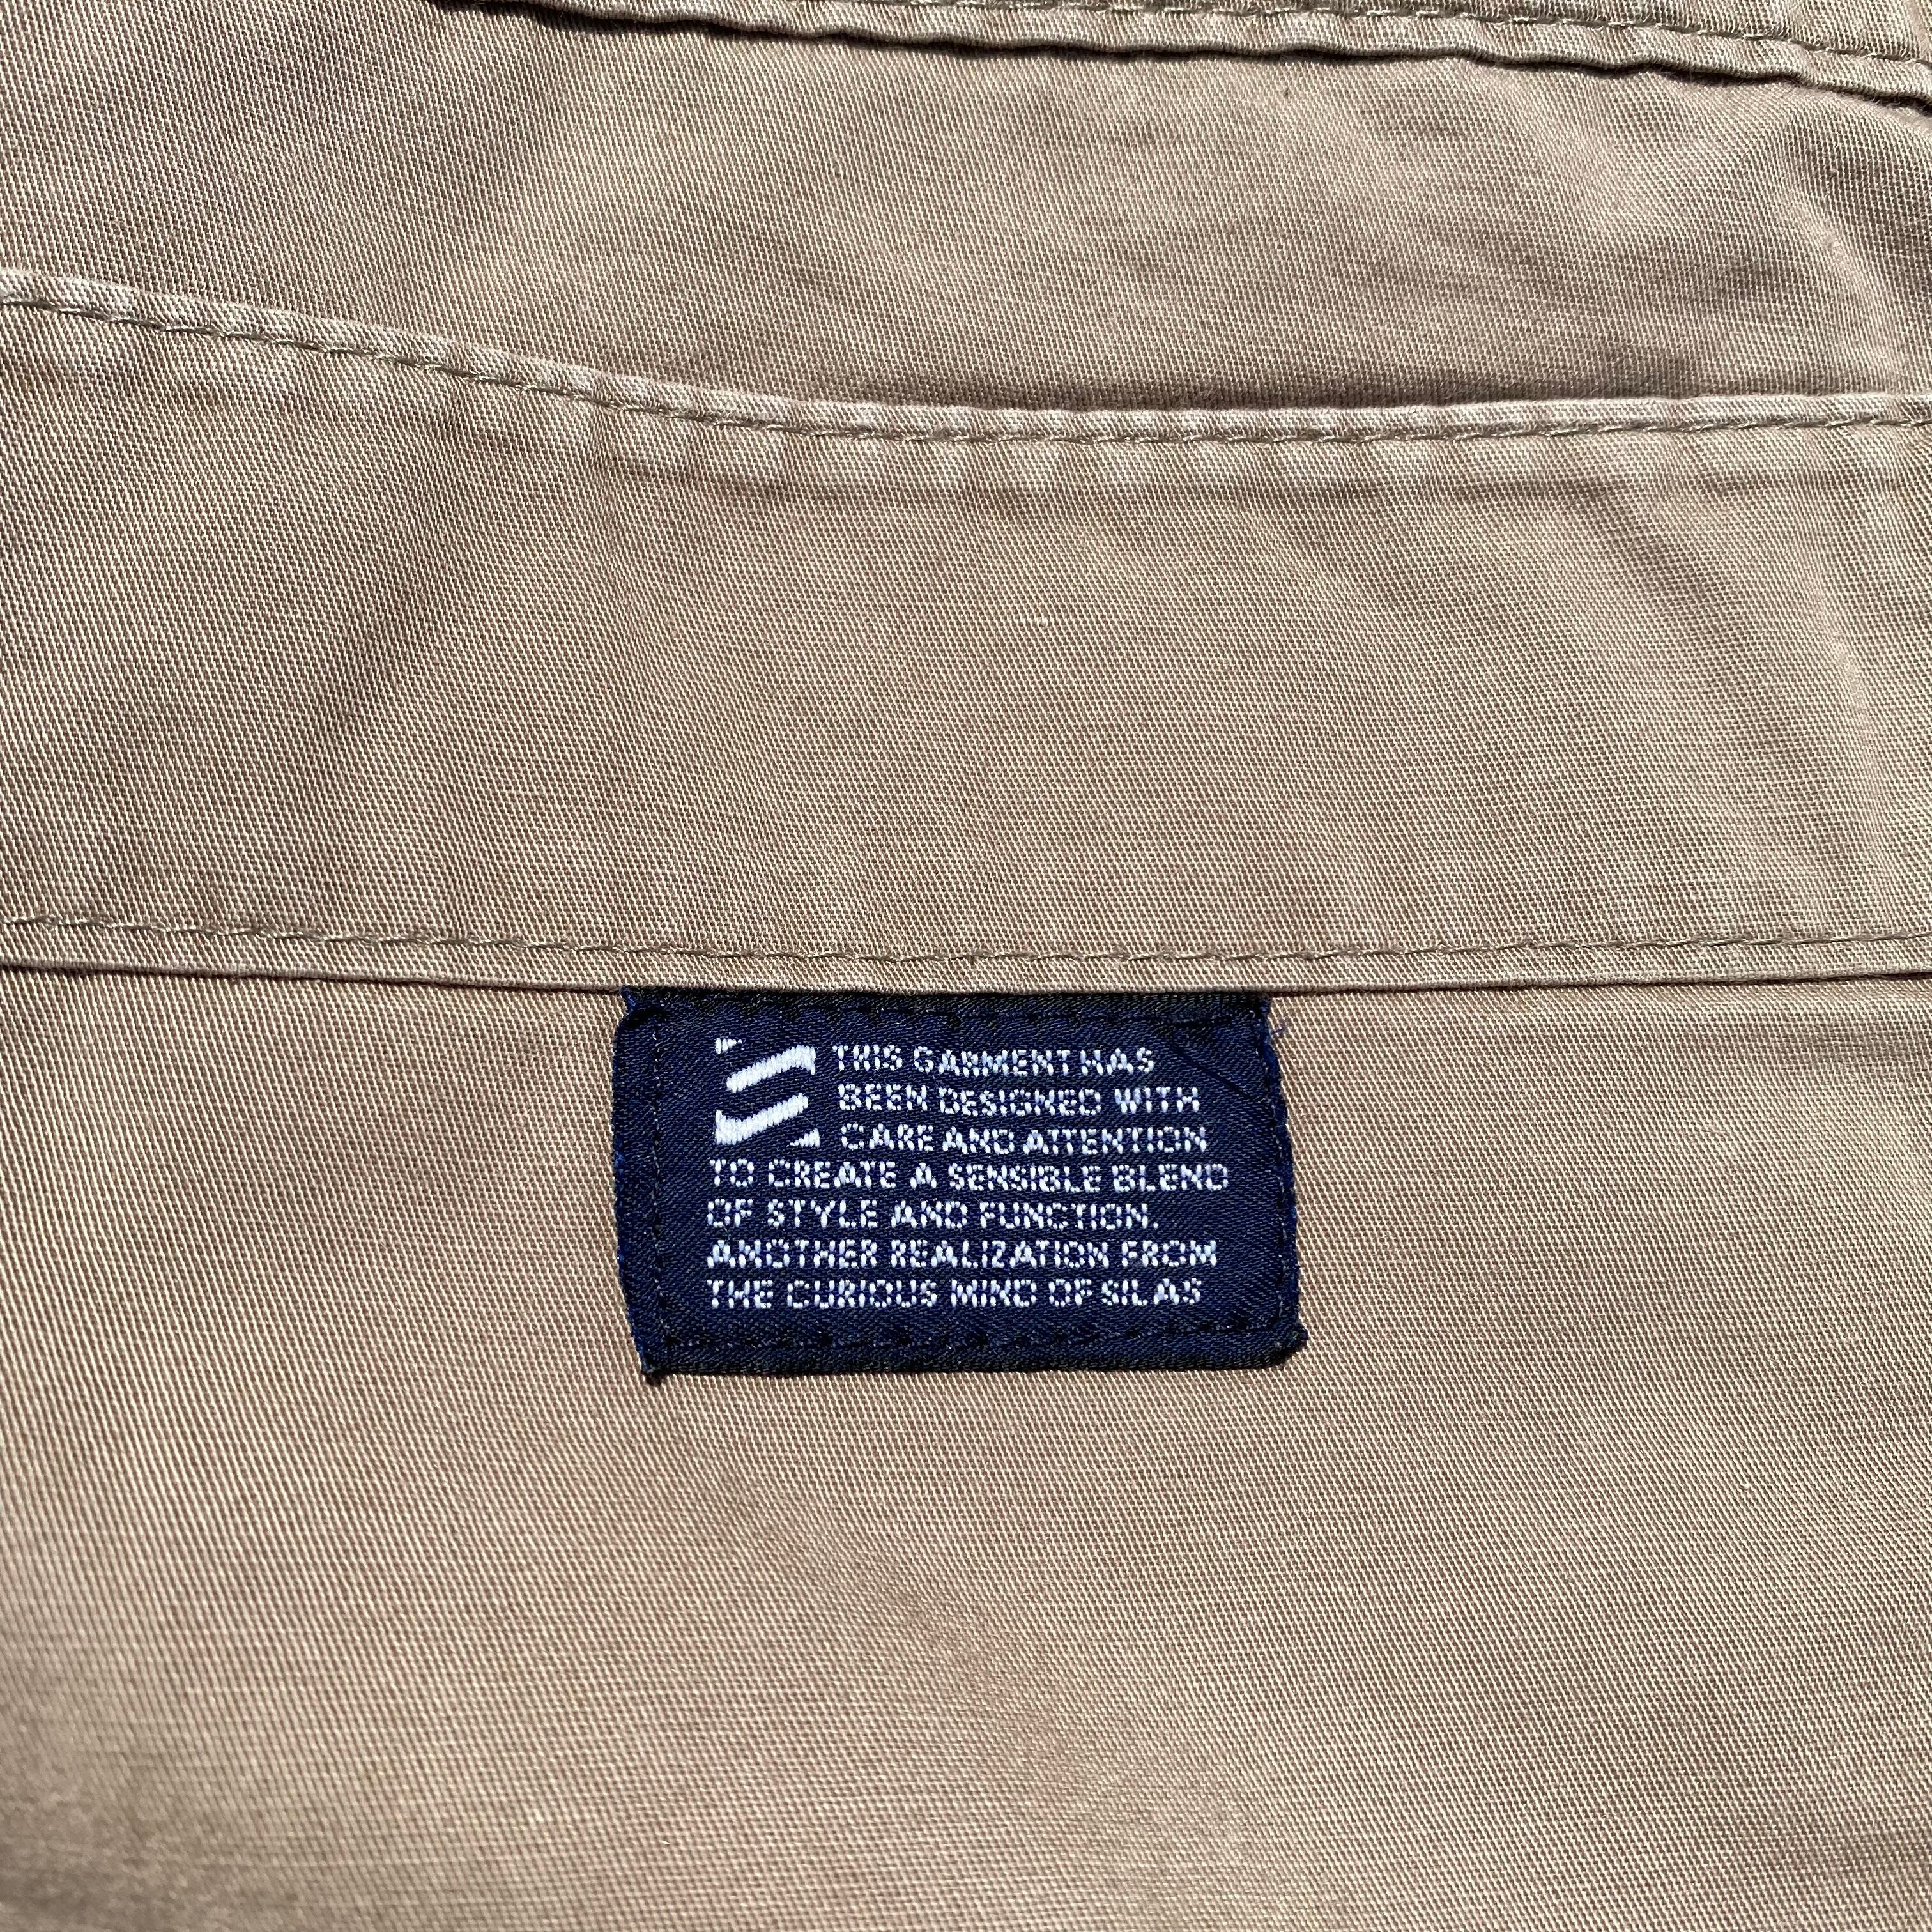 THIS GARMENT HAS
BEEN DESIGNED WITH
CARE AND ATTENTION
TO CREATE A SENSIBLE BLEND
OF STYLE AND FUNCTION.
ANOTHER REALIZATION FROM
THE CURIOUS MIND OF SILAS